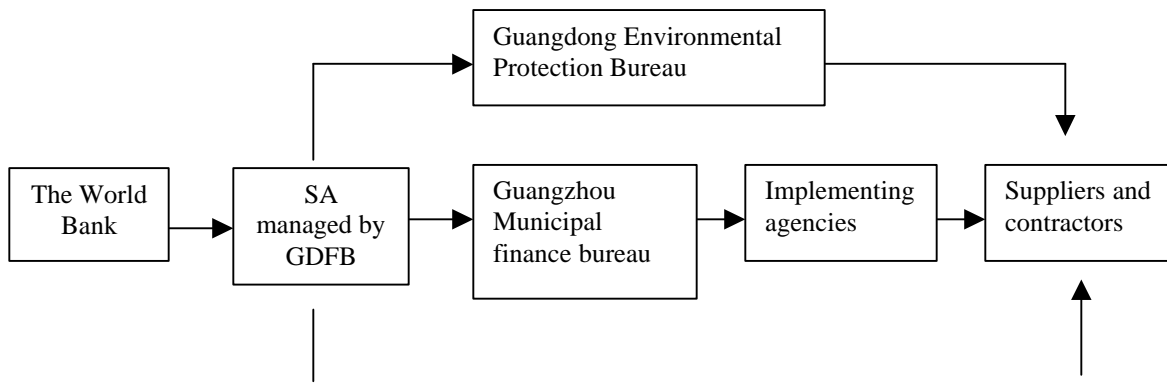 Guangdong Environmental
Protection Bureau
The World
Bank
SA
managed by
GDFB
Guangzhou
Municipal
finance bureau
Implementing
agencies
Suppliers and
contractors